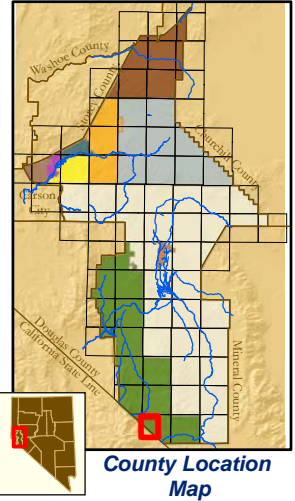 Washoe County
Storey County
Churchill County
Carson
City
Douglas County
California State Line
Mineral County
County Location
Map